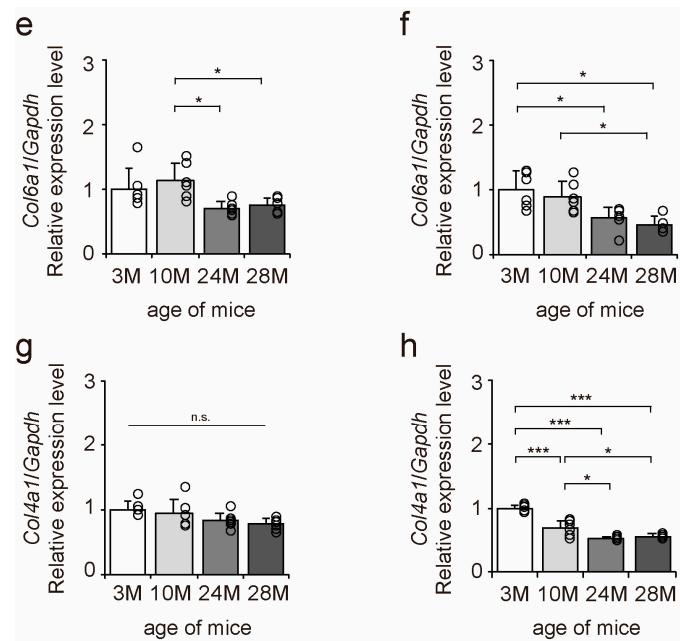 e
Col6a1/Gapdh
Relative expression level
3
2
1
0
*
*
3M 10M 24M 28M
age of mice
f
Col6a1/Gapdh
Relative expression level
3
2
1
0
*
*
*
3M 10M 24M 28M
age of mice
g
Col4a1/Gapdh
Relative expression level
3
2
1
0
n.s.
3M 10M 24M 28M
age of mice
h
Col4a1/Gapdh
Relative expression level
3
2
1
0
***
***
*** *
*
3M 10M 24M 28M
age of mice